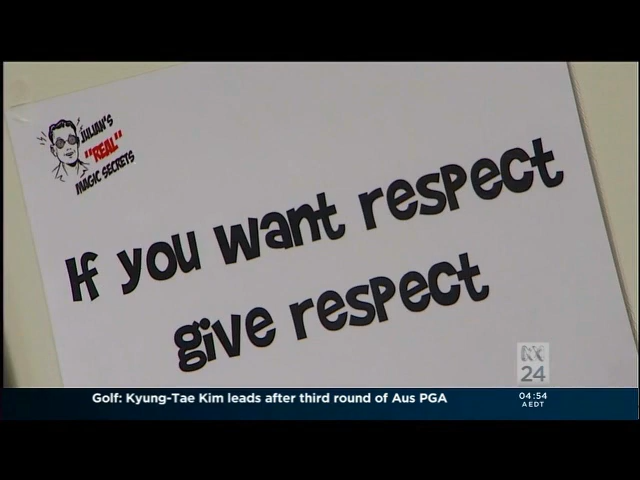 JULIAN'S
"REAL"
MAGIC SECRETS
If you want respect
give respect
24
Golf: Kyung-Tae Kim leads after third round of Aus PGA
04:54
AEDT